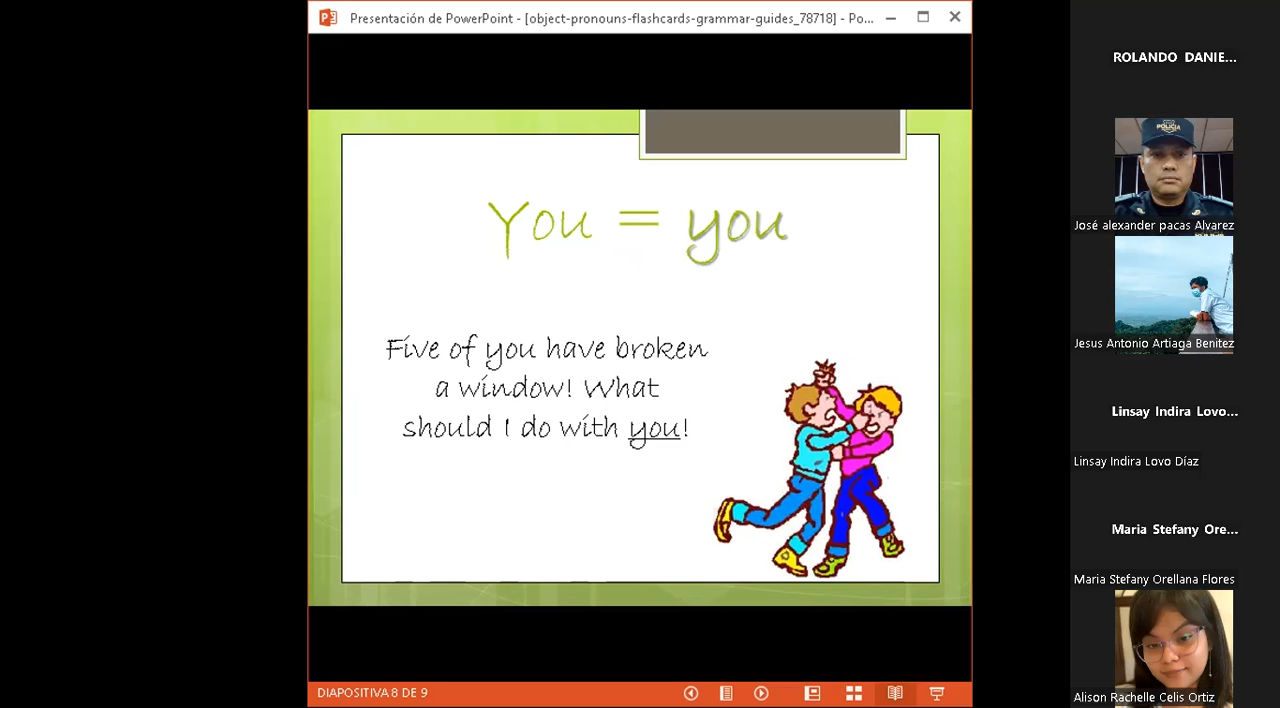 Presentación de PowerPoint - [object-pronouns-flashcards-grammar-guides_78718] - Po...
You = you
Five of you have broken
a window! What
should I do with you!
DIAPOSITIVA 8 DE 9
ROLANDO DANIE...
POLICIA
José alexander pacas Alvarez
Jesus Antonio Artiaga Benitez
Linsay Indira Lovo...
Linsay Indira Lovo Díaz
Maria Stefany Ore...
Maria Stefany Orellana Flores
Alison Rachelle Celis Ortiz